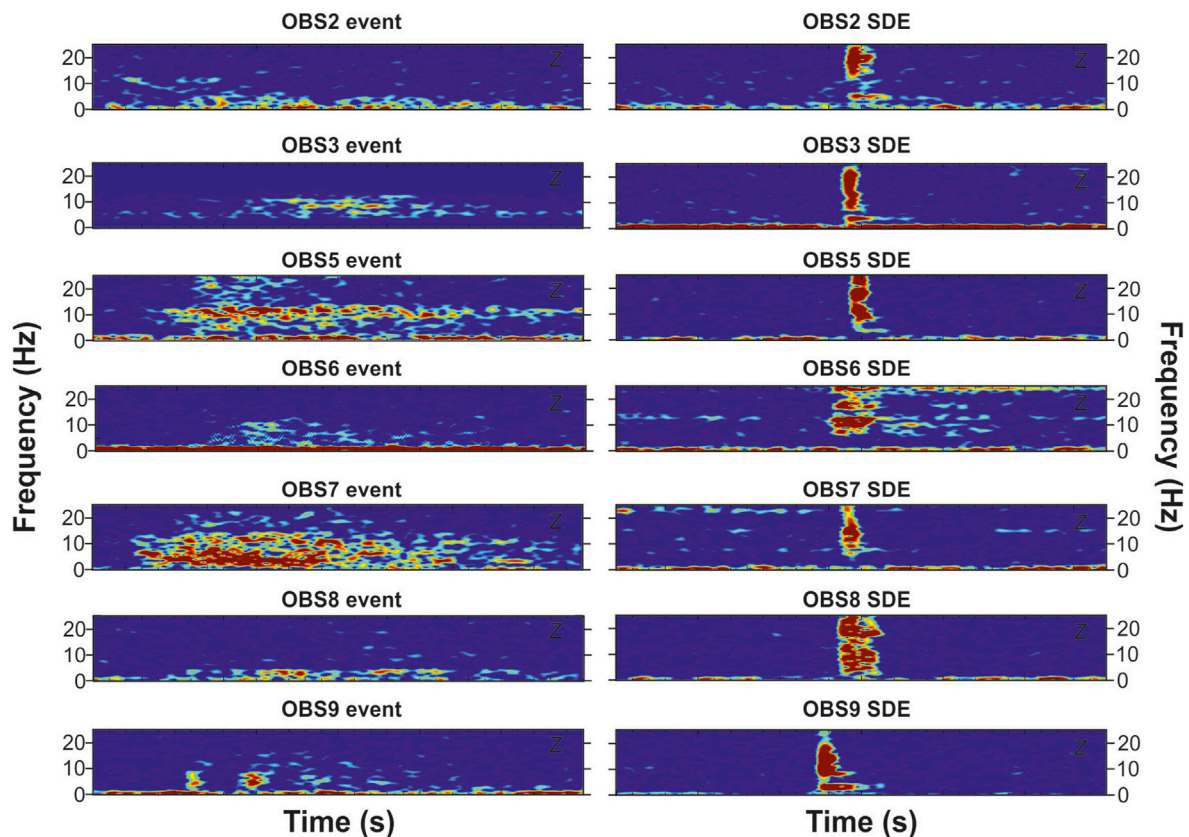 OBS2 event
OBS2 SDE
20
10
0
Z
Z
20
10
0
OBS3 event
OBS3 SDE
20
10
0
Z
Z
20
10
0
OBS5 event
OBS5 SDE
20
10
0
Z
Z
20
10
0
OBS6 event
OBS6 SDE
20
10
0
Z
Z
20
10
0
OBS7 event
OBS7 SDE
20
10
0
Z
Z
20
10
0
OBS8 event
OBS8 SDE
20
10
0
Z
Z
20
10
0
OBS9 event
OBS9 SDE
20
10
0
Z
Z
20
10
0
Frequency (Hz)
Frequency (Hz)
Time (s)
Time (s)